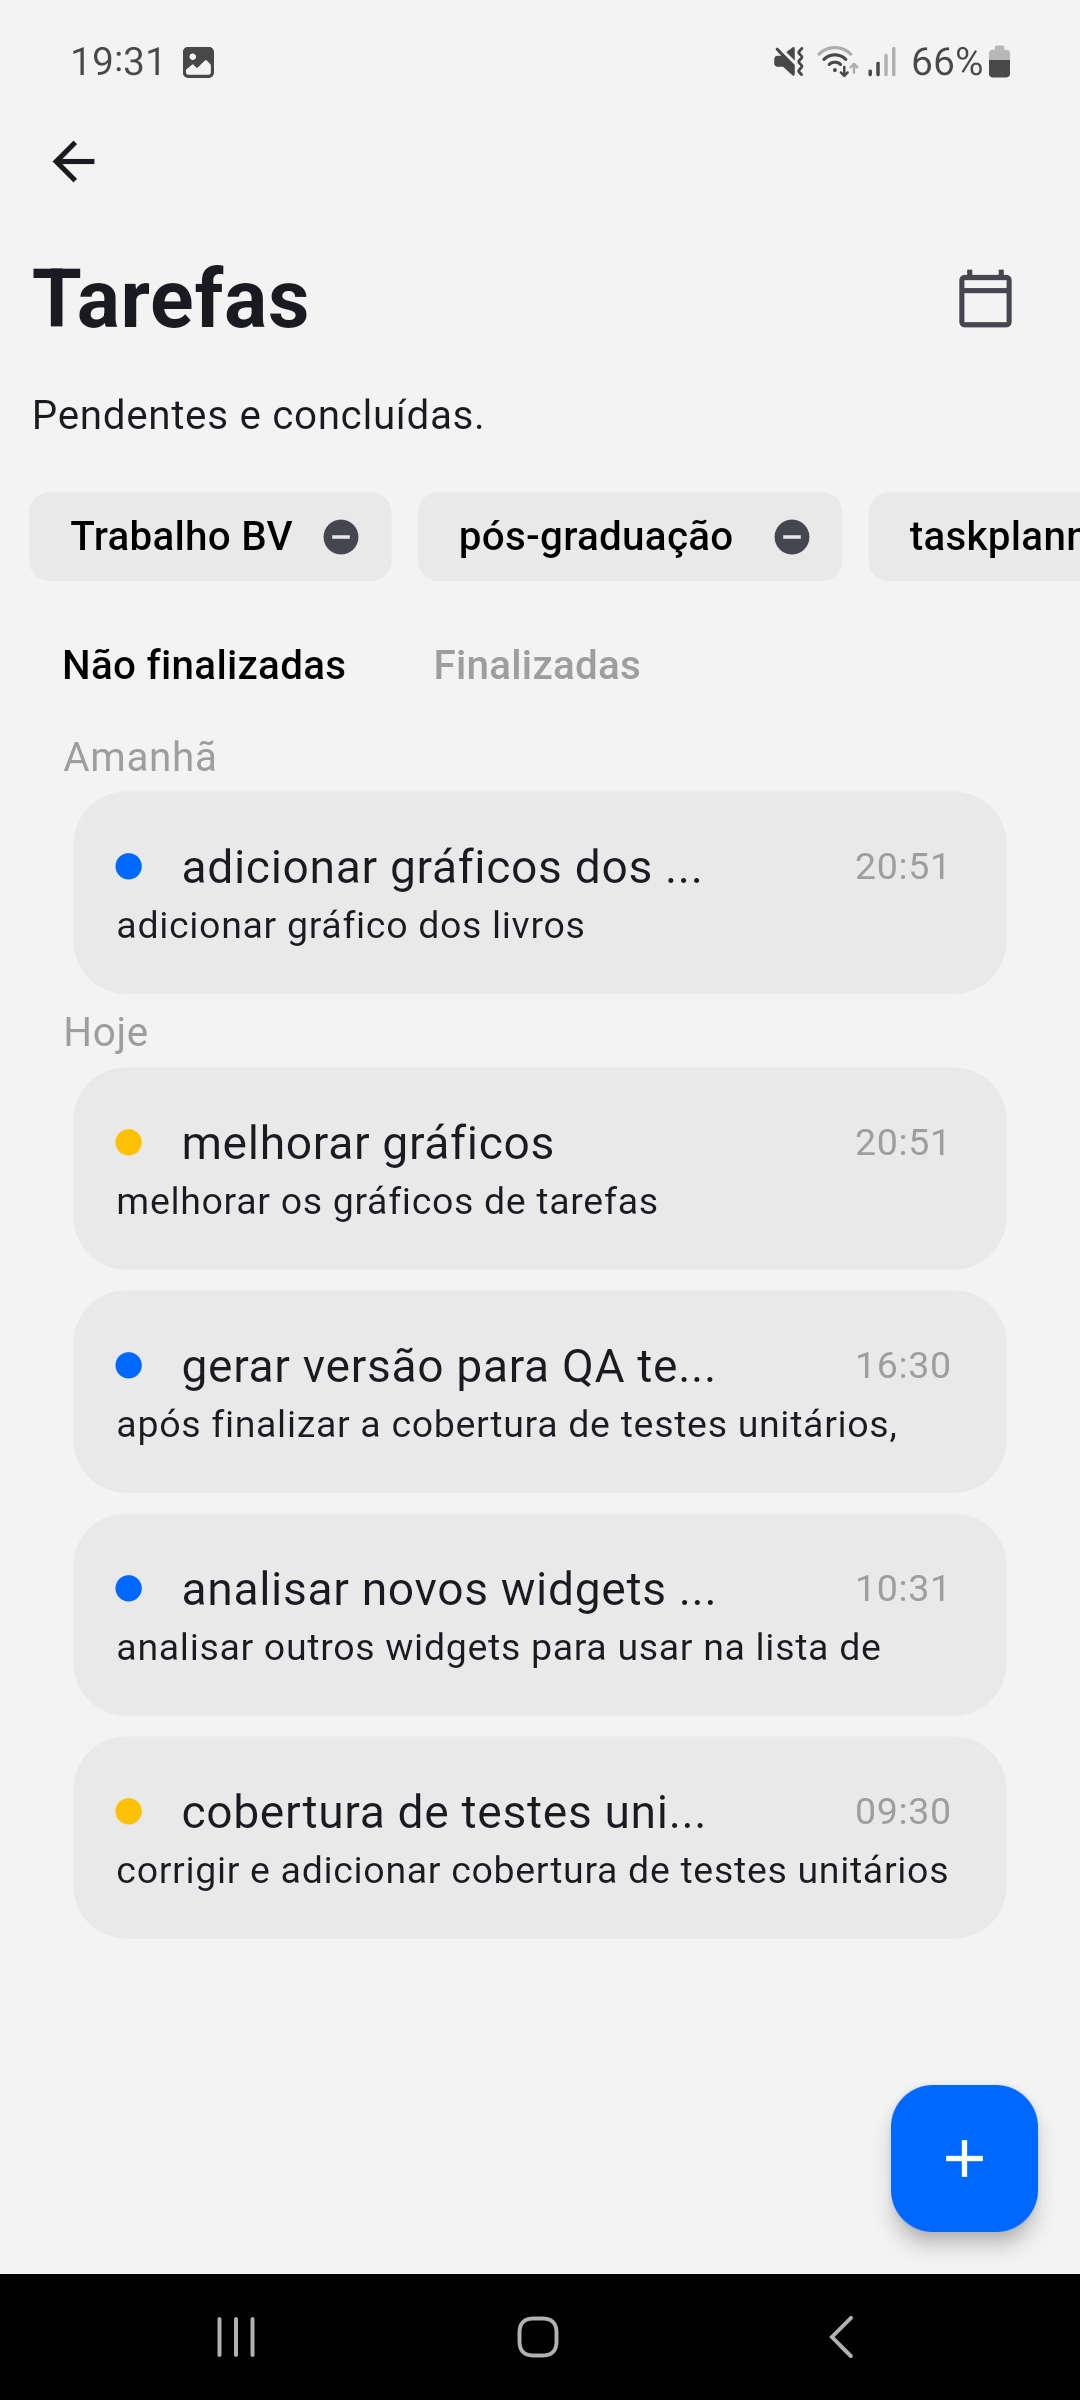 19:31 66%
Tarefas
Pendentes e concluídas.
Trabalho BV pós-graduação taskplann
Não finalizadas Finalizadas
Amanhã
adicionar gráficos dos ... 20:51
adicionar gráfico dos livros
Hoje
melhorar gráficos 20:51
melhorar os gráficos de tarefas
gerar versão para QA te... 16:30
após finalizar a cobertura de testes unitários,
analisar novos widgets ... 10:31
analisar outros widgets para usar na lista de
cobertura de testes uni... 09:30
corrigir e adicionar cobertura de testes unitários